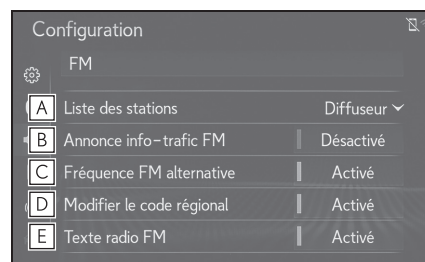 Configuration
FM
A Liste des stations Diffuseur
B Annonce info-trafic FM Désactivé
C Fréquence FM alternative Activé
D Modifier le code régional Activé
E Texte radio FM Activé